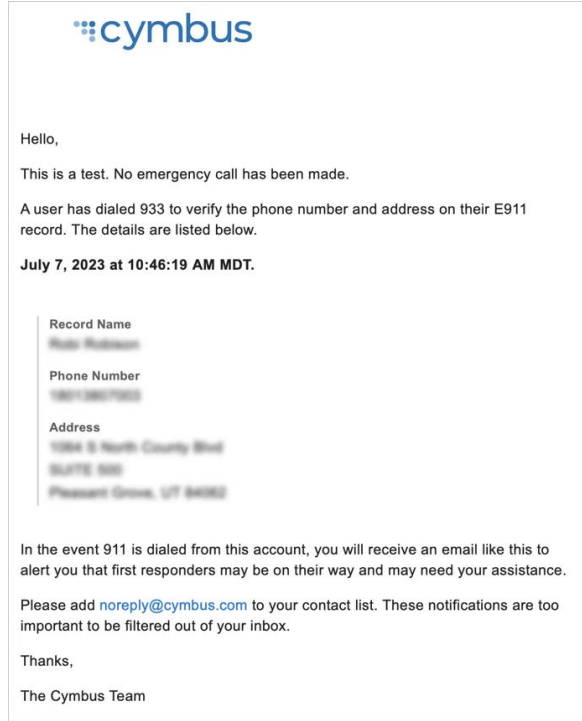 cymbus
Hello,
This is a test. No emergency call has been made.
A user has dialed 933 to verify the phone number and address on their E911
record. The details are listed below.
July 7, 2023 at 10:46:19 AM MDT.
Record Name
Phone Number
Address
In the event 911 is dialed from this account, you will receive an email like this to
alert you that first responders may be on their way and may need your assistance.
Please add noreply@cymbus.com to your contact list. These notifications are too
important to be filtered out of your inbox.
Thanks,
The Cymbus Team